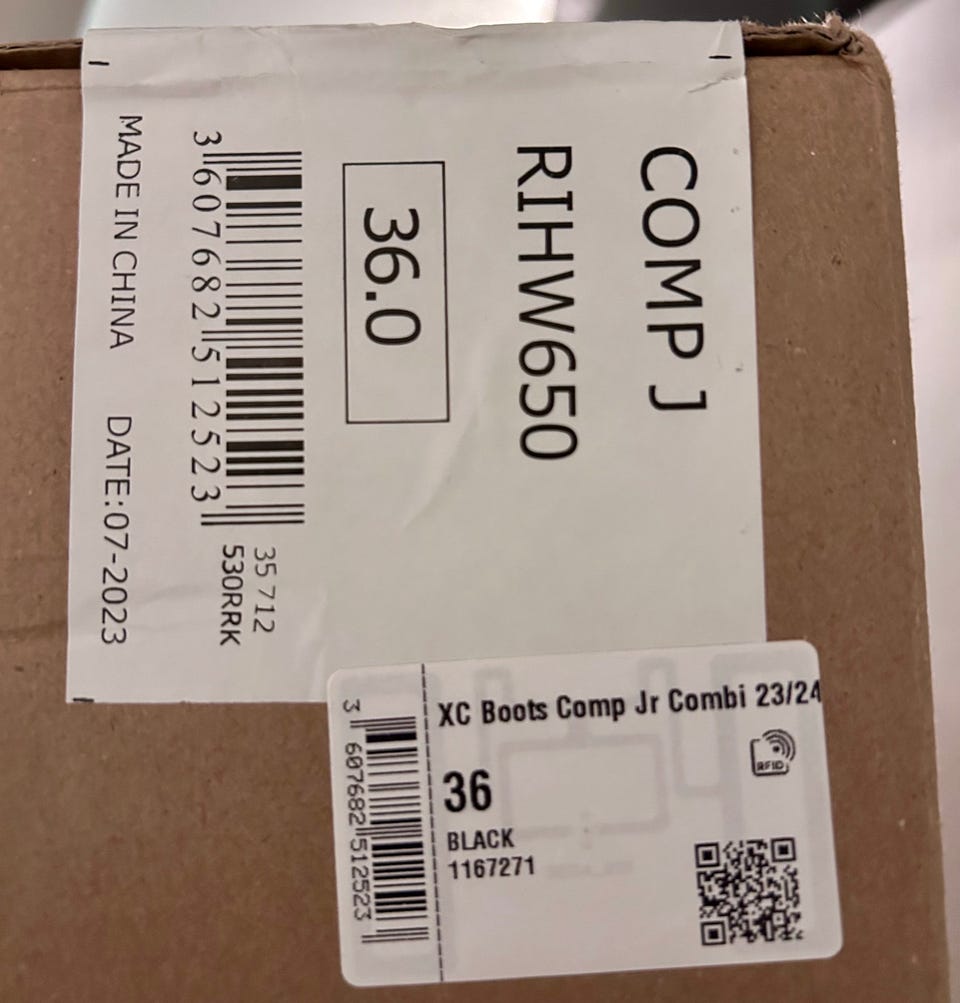 COMP J
RIHW650
36.0
3 607682 512523
35 712
530RRK
MADE IN CHINA DATE:07-2023
XC Boots Comp Jr Combi 23/24
RFID
36
BLACK
1167271
3 607682 512523